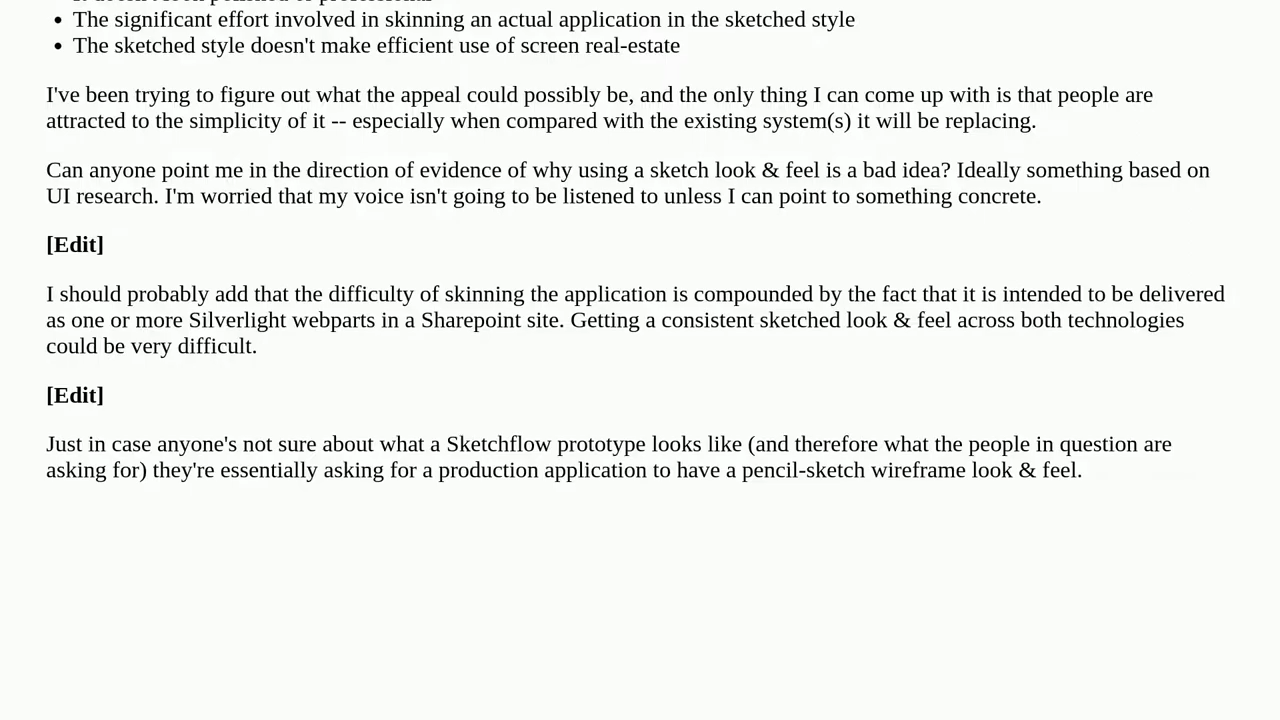 • The significant effort involved in skinning an actual application in the sketched style
• The sketched style doesn't make efficient use of screen real-estate
I've been trying to figure out what the appeal could possibly be, and the only thing I can come up with is that people are
attracted to the simplicity of it -- especially when compared with the existing system(s) it will be replacing.
Can anyone point me in the direction of evidence of why using a sketch look & feel is a bad idea? Ideally something based on
UI research. I'm worried that my voice isn't going to be listened to unless I can point to something concrete.
[Edit]
I should probably add that the difficulty of skinning the application is compounded by the fact that it is intended to be delivered
as one or more Silverlight webparts in a Sharepoint site. Getting a consistent sketched look & feel across both technologies
could be very difficult.
[Edit]
Just in case anyone's not sure about what a Sketchflow prototype looks like (and therefore what the people in question are
asking for) they're essentially asking for a production application to have a pencil-sketch wireframe look & feel.